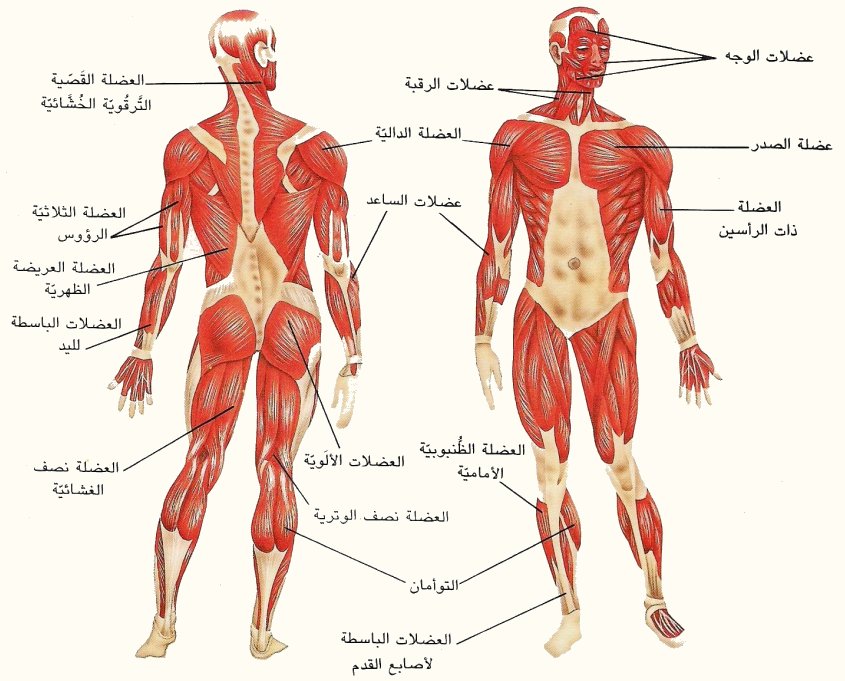 عضلات الوجه
عضلات الرقبة
العضلة القَصّية
التَّرقُويّة الخُشَّائيّة
العضلة الداليّة
عضلة الصدر
عضلات الساعد
العضلة
ذات الرأسين
العضلة الثلاثيّة
الرؤوس
العضلة العريضة
الظهريّة
العضلات الباسطة
لليد
العضلة الظُنبوبيّة
الأماميّة
العضلات الألَويّة
العضلة نصف
الغشائيّة
العضلة نصف الوترية
التوأمان
العضلات الباسطة
لأصابع القدم